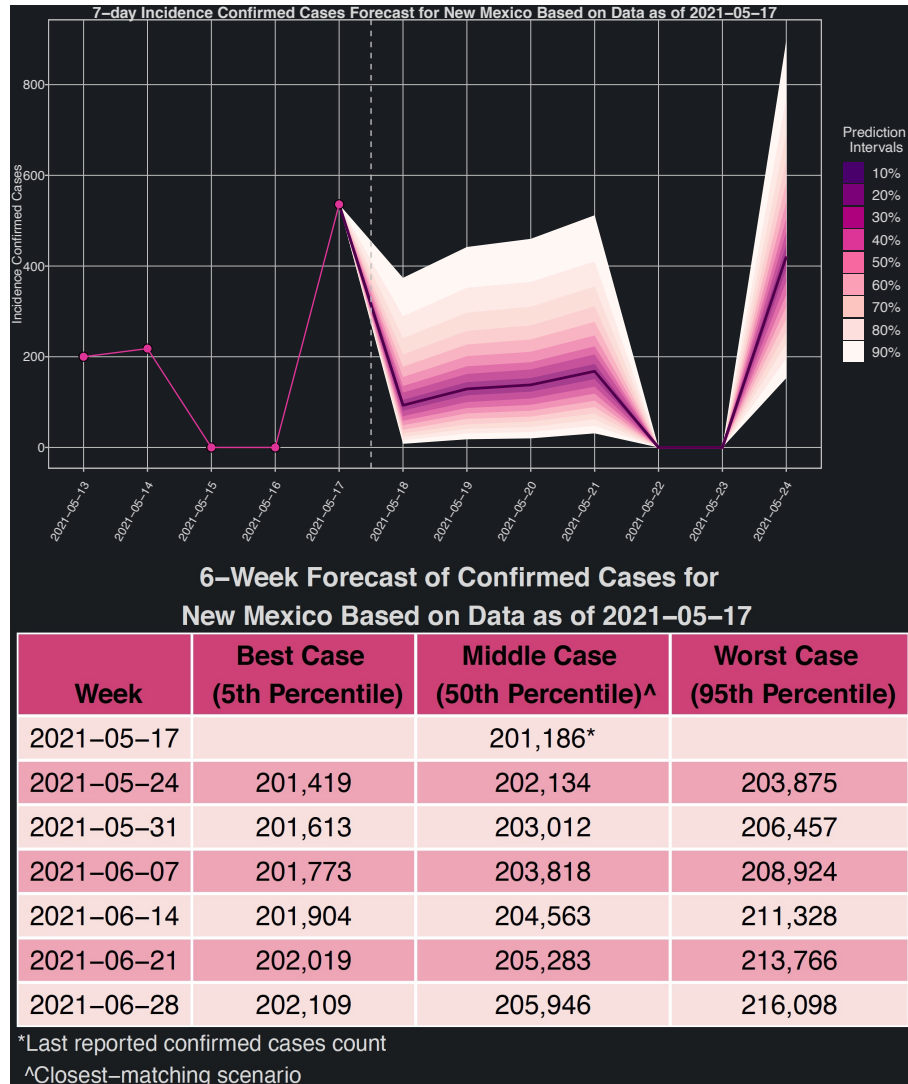 7–day Incidence Confirmed Cases Forecast for New Mexico Based on Data as of 2021–05–17
Incidence Confirmed Cases
800
600
400
200
0
2021–05–13
2021–05–14
2021–05–15
2021–05–16
2021–05–17
2021–05–18
2021–05–19
2021–05–20
2021–05–21
2021–05–22
2021–05–23
2021–05–24
Prediction
Intervals
10%
20%
30%
40%
50%
60%
70%
80%
90%
6–Week Forecast of Confirmed Cases for
New Mexico Based on Data as of 2021–05–17
Week Best Case (5th Percentile) Middle Case (50th Percentile)^ Worst Case (95th Percentile)
2021–05–17 201,186*
2021–05–24 201,419 202,134 203,875
2021–05–31 201,613 203,012 206,457
2021–06–07 201,773 203,818 208,924
2021–06–14 201,904 204,563 211,328
2021–06–21 202,019 205,283 213,766
2021–06–28 202,109 205,946 216,098
*Last reported confirmed cases count
^Closest–matching scenario